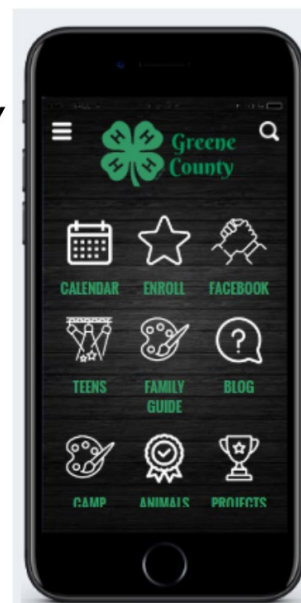 H H H H
Greene
County
CALENDAR ENROLL FACEBOOK
TEENS FAMILY GUIDE BLOG
CAMP ANIMALS PROJECTS